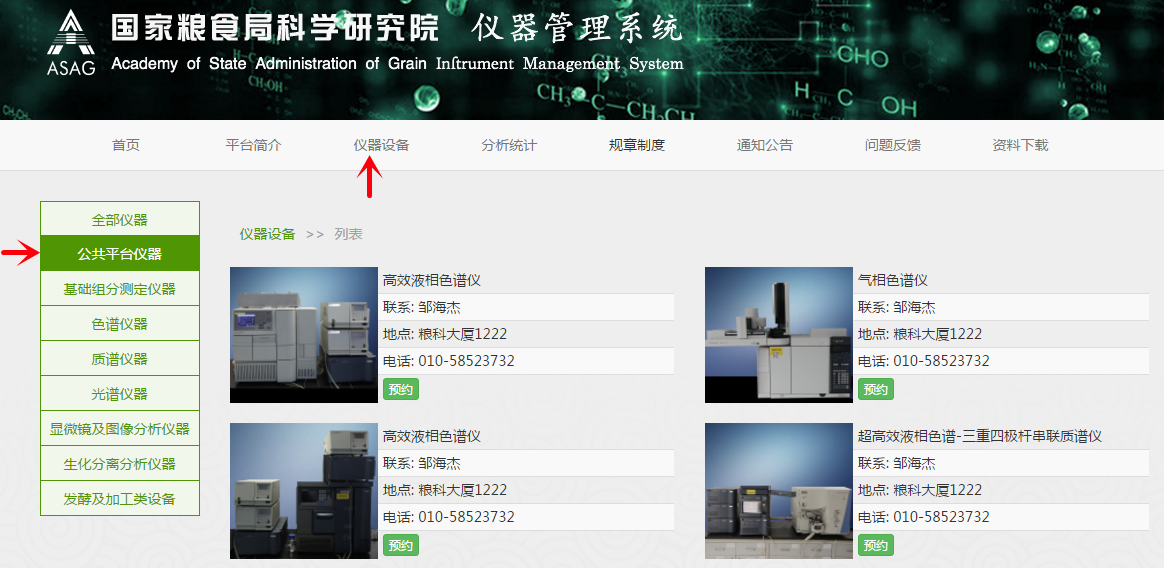 国家粮食局科学研究院 仪器管理系统
ASAG
Academy of State Administration of Grain Inſtrument Management System
CHO
CH-OH-
CH3
C
CH2CH
H C OH
首页 平台简介 仪器设备 分析统计 规章制度 通知公告 问题反馈 资料下载
全部仪器
公共平台仪器
基础组分测定仪器
色谱仪器
质谱仪器
光谱仪器
显微镜及图像分析仪器
生化分离分析仪器
发酵及加工类设备
仪器设备 >> 列表
高效液相色谱仪
联系: 邹海杰
地点: 粮科大厦1222
电话: 010-58523732
预约
气相色谱仪
联系: 邹海杰
地点: 粮科大厦1222
电话: 010-58523732
预约
高效液相色谱仪
联系: 邹海杰
地点: 粮科大厦1222
电话: 010-58523732
预约
超高效液相色谱-三重四极杆串联质谱仪
联系: 邹海杰
地点: 粮科大厦1222
电话: 010-58523732
预约